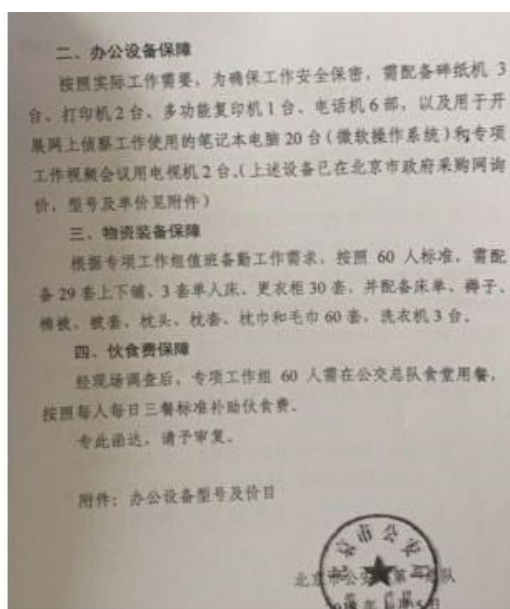 二、办公设备保障
按照实际工作需要，为确保工作安全保密，需配备碎纸机 3
台、打印机2台、多功能复印机1台、电话机6部，以及用于开
展网上侦察工作使用的笔记本电脑 20 台（微软操作系统）和专项
工作视频会议用电视机2台。（上述设备已在北京市政府采购网询
价，型号及单价见附件）
三、物资装备保障
根据专项工作组值班备勤工作需求，按照 60 人标准，需配
备 29 套上下铺、3 套单人床、更衣柜 30 套，并配备床单、褥子、
棉被、被套、枕头、枕套、枕巾和毛巾 60 套，洗衣机 3 台。
四、伙食费保障
经现场调查后，专项工作组 60 人需在公交总队食堂用餐，
按照每人每日三餐标准补助伙食费。
专此函达，请予审复。
附件：办公设备型号及价目
北京市公安 第 队